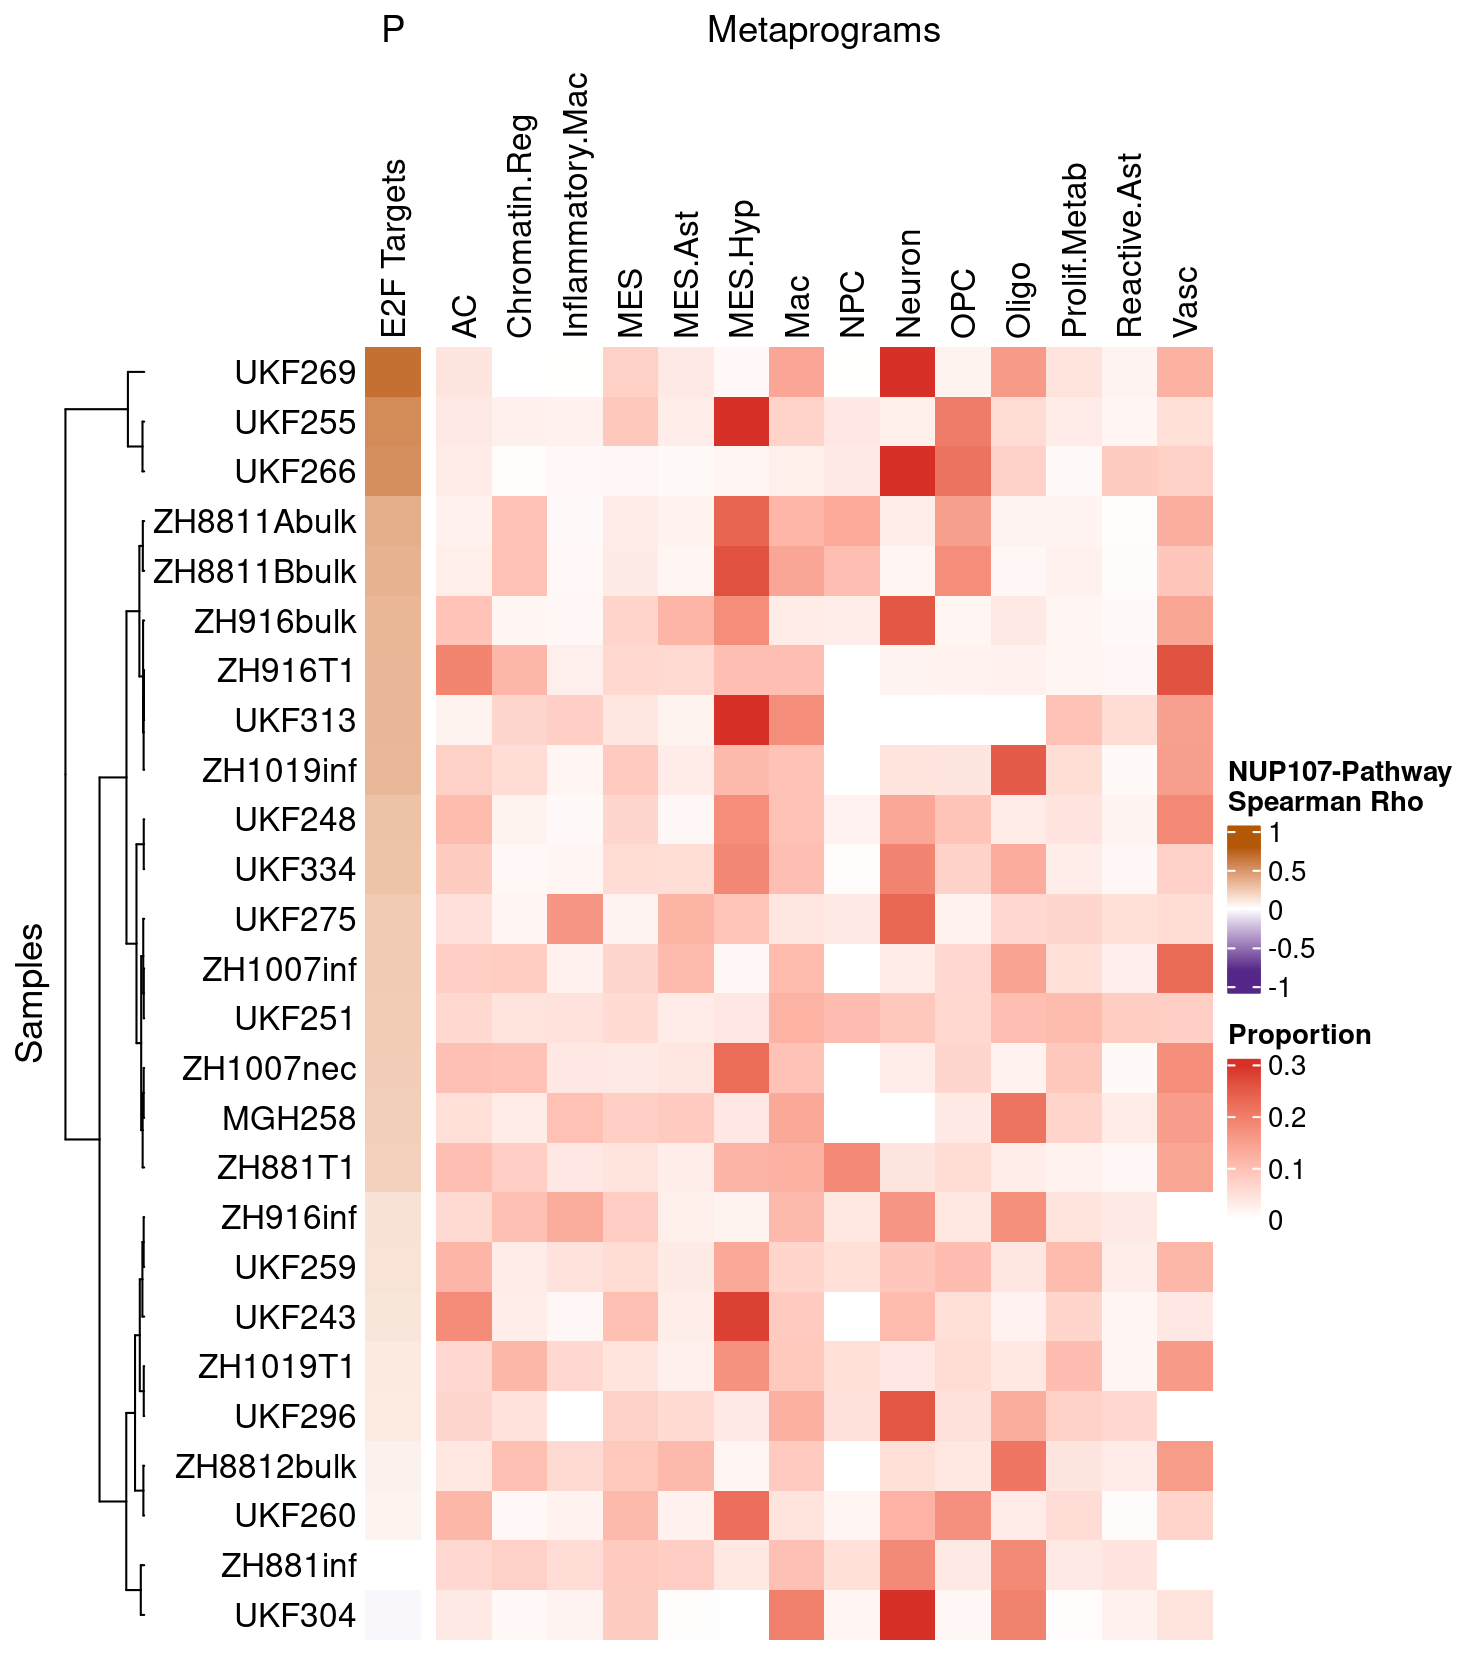 P
Metaprograms
E2F Targets
AC
Chromatin.Reg
Inflammatory.Mac
MES
MES.Ast
MES.Hyp
Mac
NPC
Neuron
OPC
Oligo
Prolif.Metab
Reactive.Ast
Vasc
Samples
UKF269
UKF255
UKF266
ZH8811Abulk
ZH8811Bbulk
ZH916bulk
ZH916T1
UKF313
ZH1019inf
UKF248
UKF334
UKF275
ZH1007inf
UKF251
ZH1007nec
MGH258
ZH881T1
ZH916inf
UKF259
UKF243
ZH1019T1
UKF296
ZH8812bulk
UKF260
ZH881inf
UKF304
NUP107-Pathway
Spearman Rho
1
0.5
0
-0.5
-1
Proportion
0.3
0.2
0.1
0